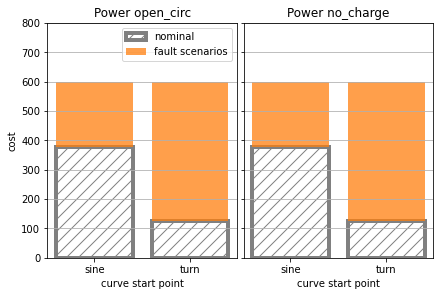 Power open_circ
Power no_charge
nominal
fault scenarios
800
700
600
500
400
300
200
100
0
cost
sine
turn
sine
turn
curve start point
curve start point